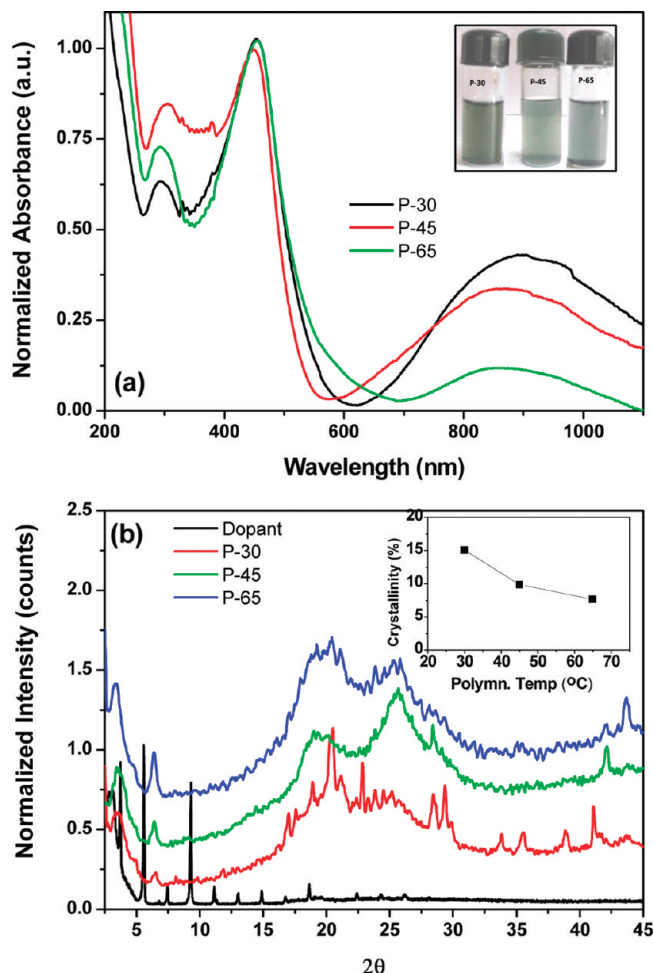 1.00
0.75
0.50
0.25
0.00
Normalized Absorbance (a.u.)
P-30 P-45 P-65
P-30
P-45
P-65
(a)
200 400 600 800 1000
Wavelength (nm)
2.5
2.0
1.5
1.0
0.5
0.0
Normalized Intensity (counts)
(b)
Dopant
P-30
P-45
P-65
20
15
10
5
0
Crystallinity (%)
20 30 40 50 60 70
Polymn. Temp (ºC)
5 10 15 20 25 30 35 40 45
2θ